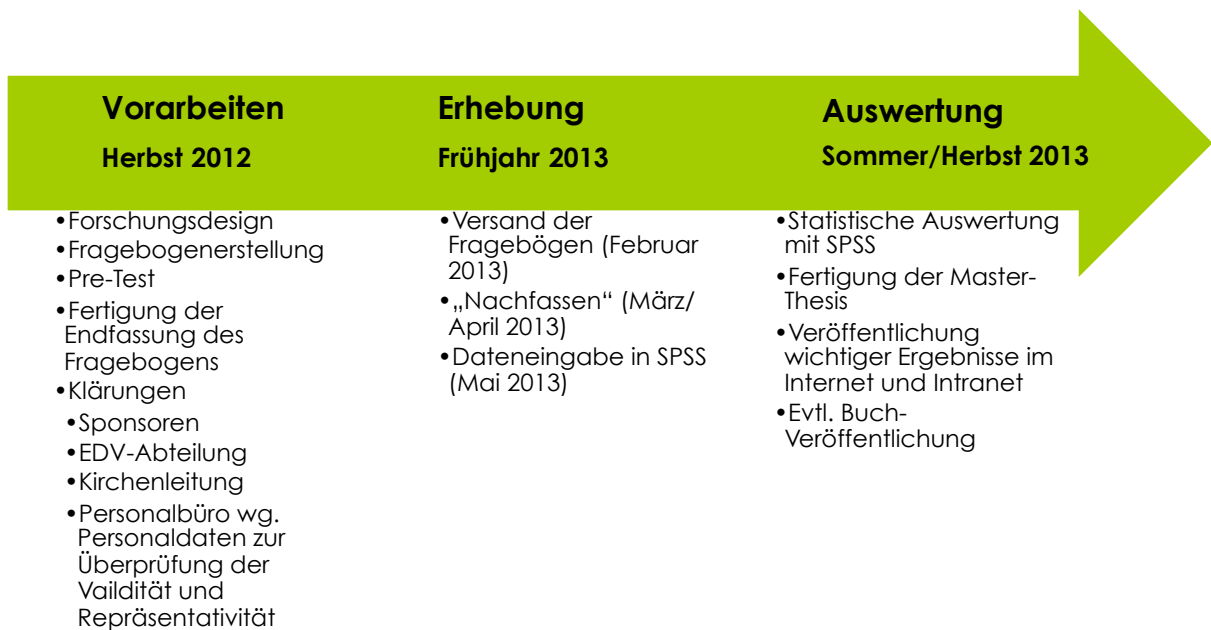 Vorarbeiten
Herbst 2012
•Forschungsdesign
•Fragebogenerstellung
•Pre-Test
•Fertigung der
Endfassung des
Fragebogens
•Klärungen
•Sponsoren
•EDV-Abteilung
•Kirchenleitung
•Personalbüro wg.
Personaldaten zur
Überprüfung der
Vaildität und
Repräsentativität
Erhebung
Frühjahr 2013
•Versand der
Fragebögen (Februar
2013)
•„Nachfassen“ (März/
April 2013)
•Dateneingabe in SPSS
(Mai 2013)
Auswertung
Sommer/Herbst 2013
•Statistische Auswertung
mit SPSS
•Fertigung der Master-
Thesis
•Veröffentlichung
wichtiger Ergebnisse im
Internet und Intranet
•Evtl. Buch-
Veröffentlichung